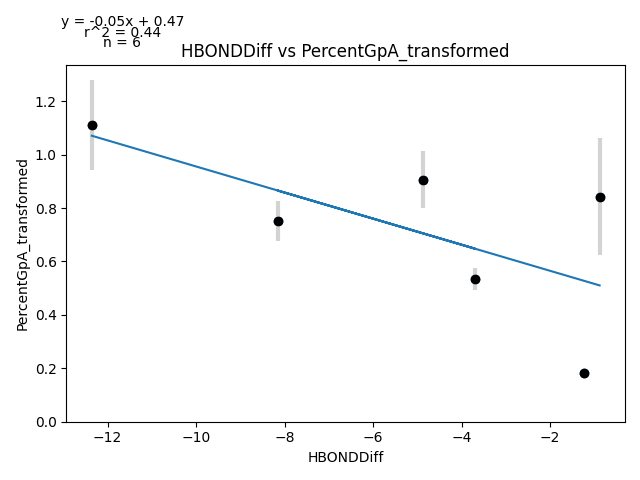 y = -0.05x + 0.47
r^2 = 0.44
n = 6
HBONDDiff vs PercentGpA_transformed
PercentGpA_transformed
1.2
1.0
0.8
0.6
0.4
0.2
0.0
−12 −10 −8 −6 −4 −2
HBONDDiff